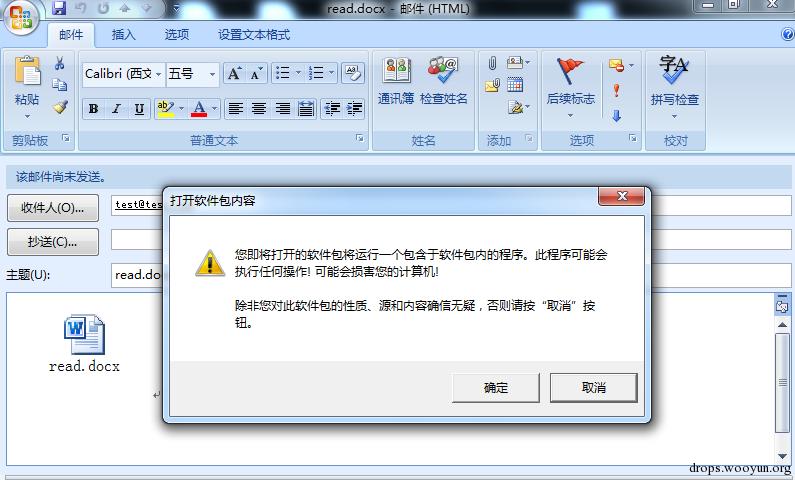 read.docx - 邮件 (HTML)
邮件 插入 选项 设置文本格式
粘贴
Calibri (西文 五号
B I U ab A
通讯簿 检查姓名
后续标志
字A
拼写检查
剪贴板 普通文本 姓名 添加 选项 校对
该邮件尚未发送。
收件人(O)...
test@tes
抄送(C)...
主题(U):
read.do
read.docx
打开软件包内容
您即将打开的软件包将运行一个包含于软件包内的程序。此程序可能会
执行任何操作! 可能会损害您的计算机!
除非您对此软件包的性质、源和内容确信无疑，否则请按“取消”按
钮。
确定 取消
drops.wooyun.org